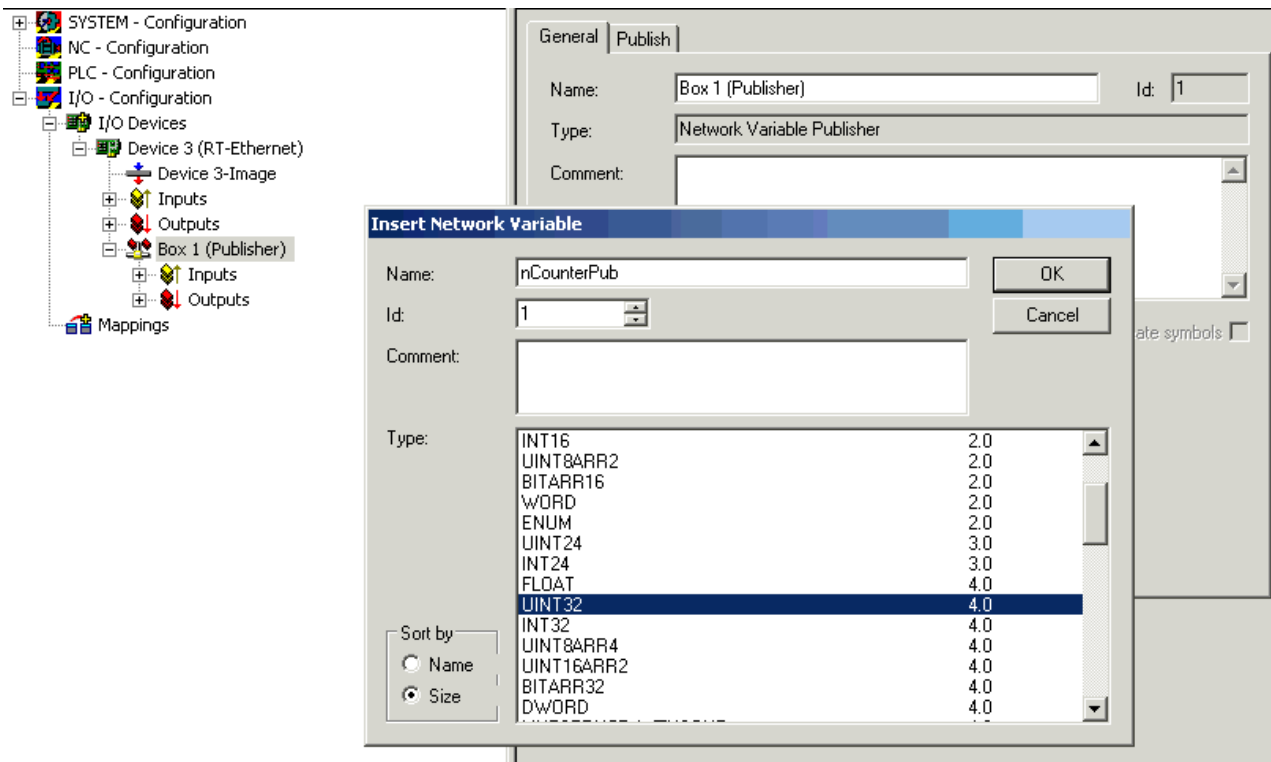 SYSTEM - Configuration
NC - Configuration
PLC - Configuration
I/O - Configuration
I/O Devices
Device 3 (RT-Ethernet)
Device 3-Image
Inputs
Outputs
Box 1 (Publisher)
Inputs
Outputs
Mappings
General Publish
Name: Box 1 (Publisher) Id: 1
Type: Network Variable Publisher
Comment:
ate symbols
Insert Network Variable
Name: nCounterPub OK
Id: 1 Cancel
Comment:
Type:
INT16 2.0
UINT8ARR2 2.0
BITARR16 2.0
WORD 2.0
ENUM 2.0
UINT24 3.0
INT24 3.0
FLOAT 4.0
UINT32 4.0
INT32 4.0
UINT8ARR4 4.0
UINT16ARR2 4.0
BITARR32 4.0
DWORD 4.0
Sort by
Name
Size